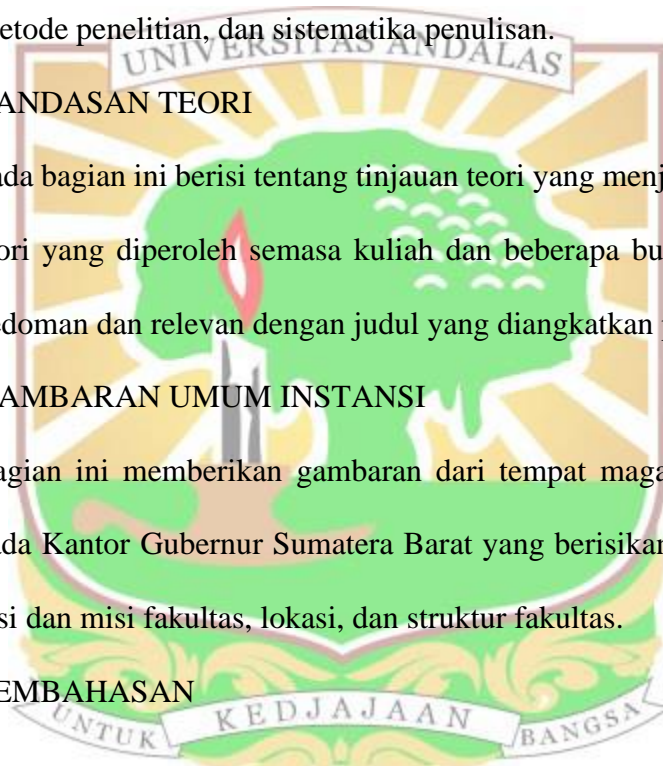 etode penelitian, dan sistematika penulisan.
UNIVERSITAS ANDALAS
ANDASAN TEORI
ada bagian ini berisi tentang tinjauan teori yang menj
ori yang diperoleh semasa kuliah dan beberapa bu
edoman dan relevan dengan judul yang diangkatkan p
AMBARAN UMUM INSTANSI
agian ini memberikan gambaran dari tempat maga
ada Kantor Gubernur Sumatera Barat yang berisikan
si dan misi fakultas, lokasi, dan struktur fakultas.
EMBAHASAN
UNTUK KEDJAJAAN BANGSA